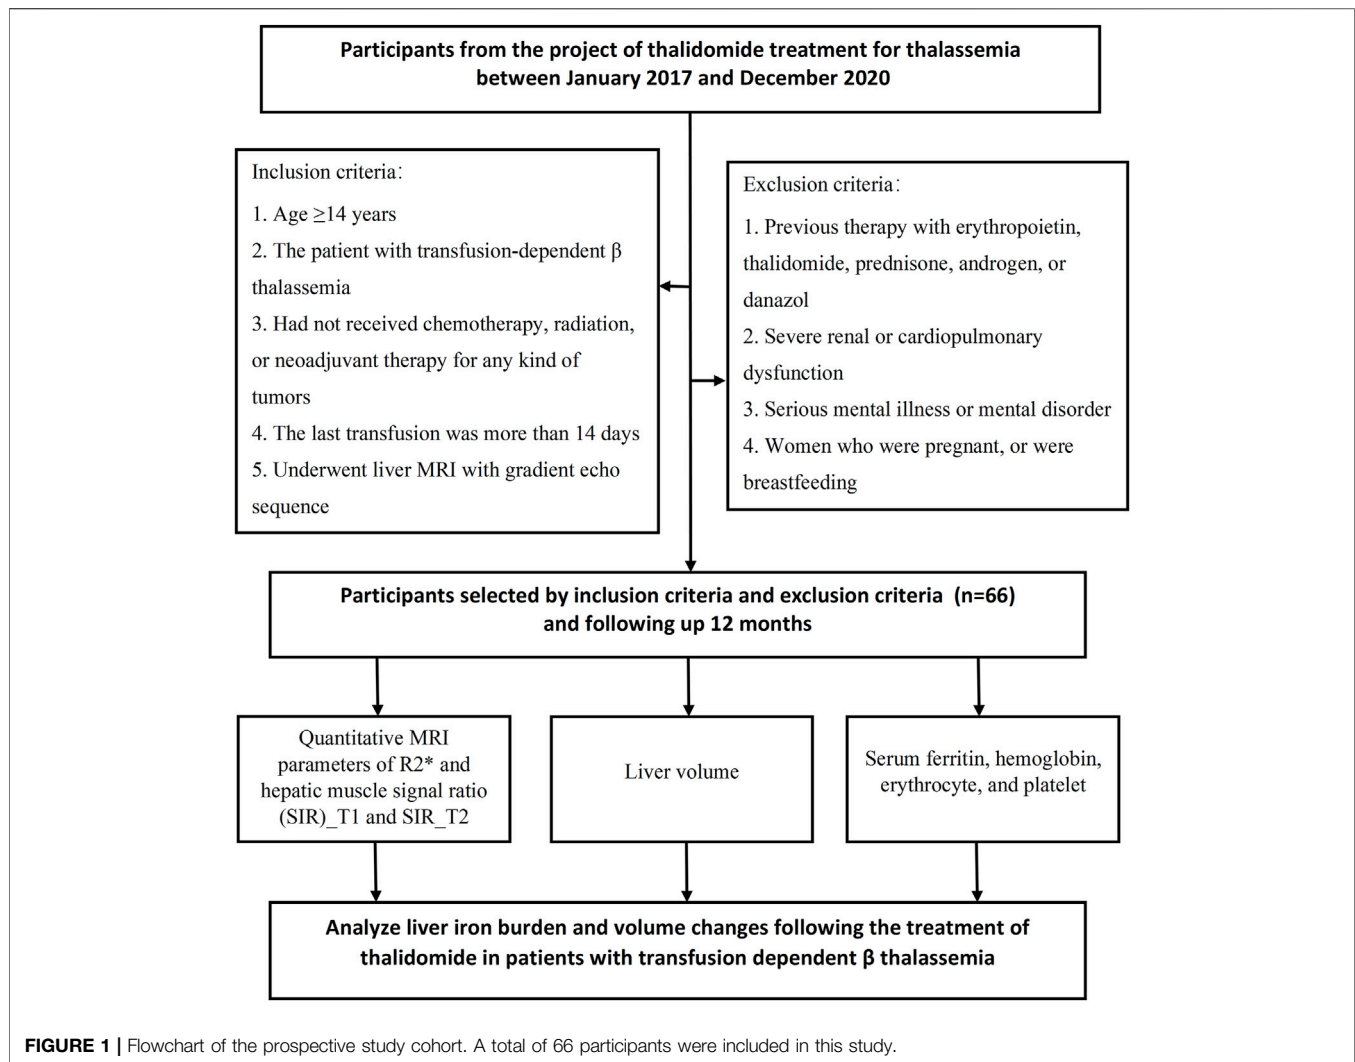 Participants from the project of thalidomide treatment for thalassemia
between January 2017 and December 2020
Inclusion criteria:
1. Age ≥14 years
2. The patient with transfusion-dependent β
thalassemia
3. Had not received chemotherapy, radiation,
or neoadjuvant therapy for any kind of
tumors
4. The last transfusion was more than 14 days
5. Underwent liver MRI with gradient echo
sequence
Exclusion criteria:
1. Previous therapy with erythropoietin,
thalidomide, prednisone, androgen, or
danazol
2. Severe renal or cardiopulmonary
dysfunction
3. Serious mental illness or mental disorder
4. Women who were pregnant, or were
breastfeeding
Participants selected by inclusion criteria and exclusion criteria (n=66)
and following up 12 months
Quantitative MRI
parameters of R2* and
hepatic muscle signal ratio
(SIR)_T1 and SIR_T2
Liver volume
Serum ferritin, hemoglobin,
erythrocyte, and platelet
Analyze liver iron burden and volume changes following the treatment of
thalidomide in patients with transfusion dependent β thalassemia
FIGURE 1 | Flowchart of the prospective study cohort. A total of 66 participants were included in this study.